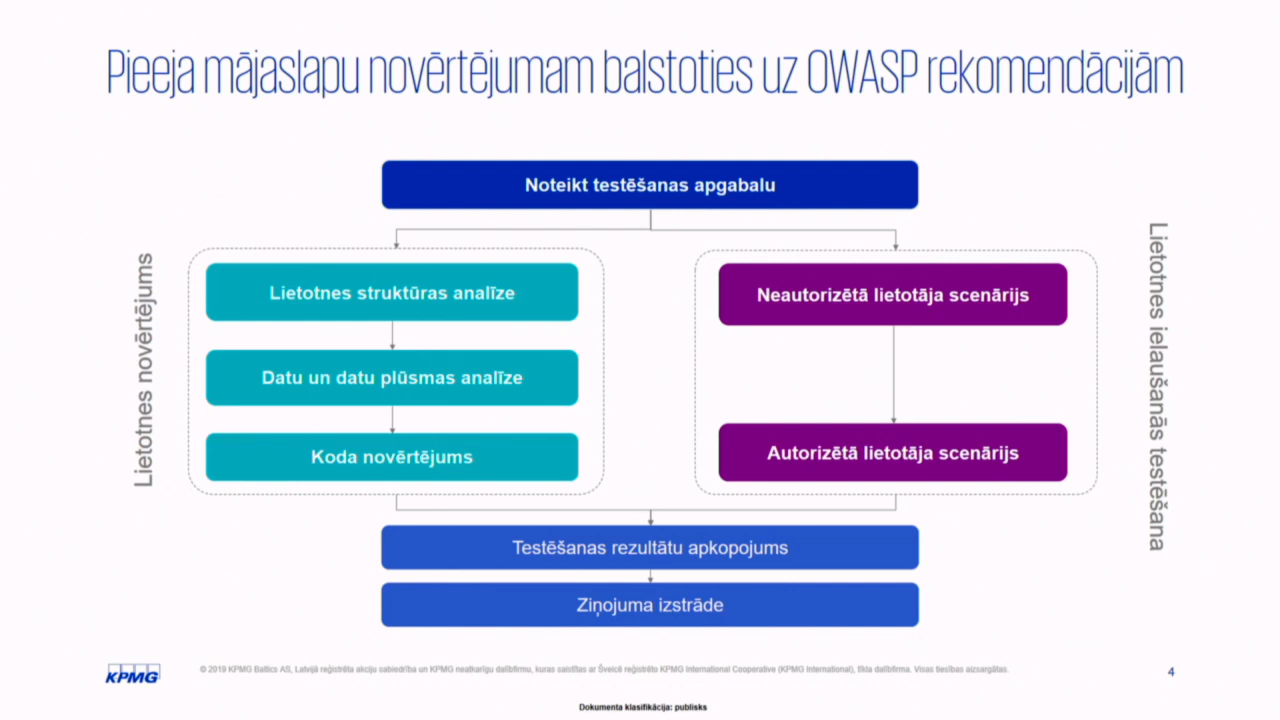 Pieeja mājaslapu novērtējumam balstoties uz OWASP rekomendācijām
Noteikt testēšanas apgabalu
Lietotnes novērtējums
Lietotnes struktūras analīze
Datu un datu plūsmas analīze
Koda novērtējums
Neautorizētā lietotāja scenārijs
Autorizētā lietotāja scenārijs
Lietotnes ielaušanās testēšana
Testēšanas rezultātu apkopojums
Ziņojuma izstrāde
KPMG
© 2019 KPMG Baltics AS, Latvijā reģistrēta akciju sabiedrība un KPMG neatkarīgu dalībfirmu, kuras saistītas ar Šveicē reģistrēto KPMG International Cooperative (KPMG International), tīkla dalībfirma. Visas tiesības aizsargātas.
4
Dokumenta klasifikācija: publisks